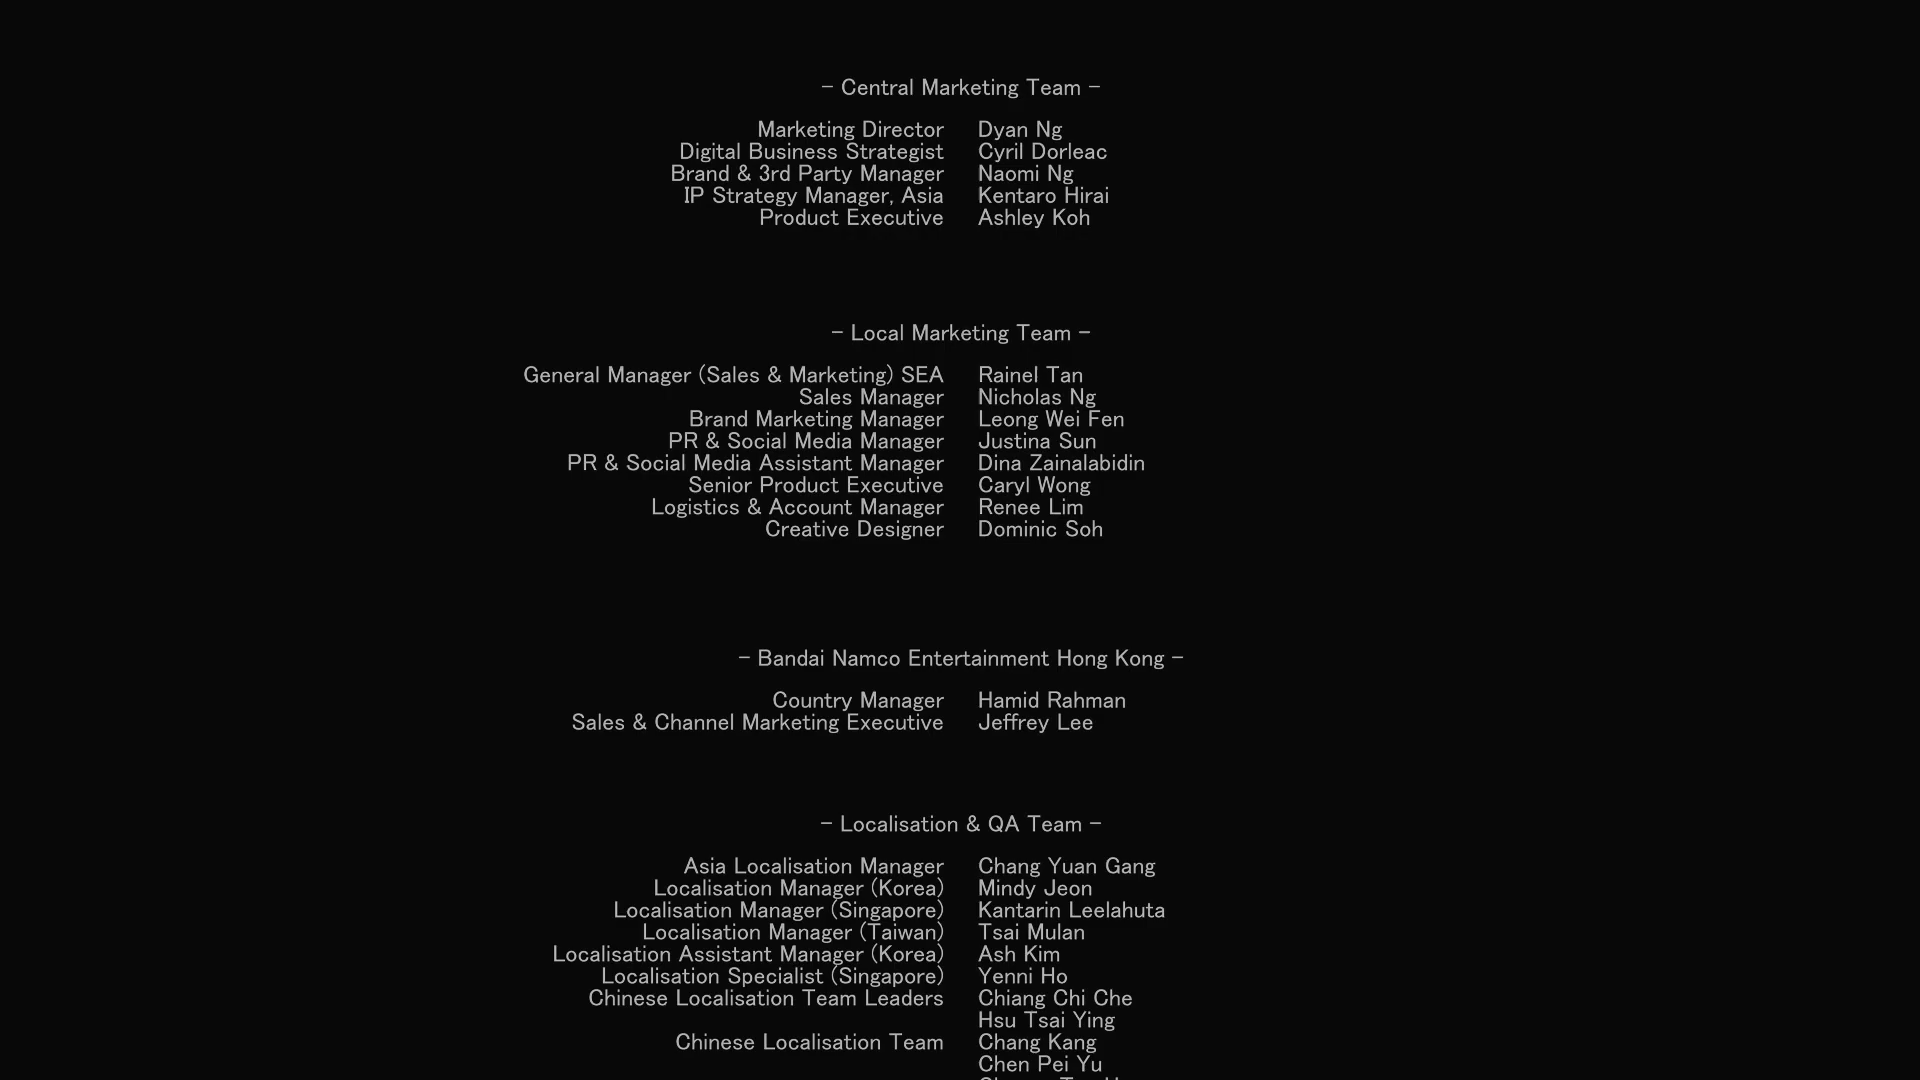 – Central Marketing Team –
Marketing Director Dyan Ng
Digital Business Strategist Cyril Dorleac
Brand & 3rd Party Manager Naomi Ng
IP Strategy Manager, Asia Kentaro Hirai
Product Executive Ashley Koh
– Local Marketing Team –
General Manager (Sales & Marketing) SEA Rainel Tan
Sales Manager Nicholas Ng
Brand Marketing Manager Leong Wei Fen
PR & Social Media Manager Justina Sun
PR & Social Media Assistant Manager Dina Zainalabidin
Senior Product Executive Caryl Wong
Logistics & Account Manager Renee Lim
Creative Designer Dominic Soh
– Bandai Namco Entertainment Hong Kong –
Country Manager Hamid Rahman
Sales & Channel Marketing Executive Jeffrey Lee
– Localisation & QA Team –
Asia Localisation Manager Chang Yuan Gang
Localisation Manager (Korea) Mindy Jeon
Localisation Manager (Singapore) Kantarin Leelahuta
Localisation Manager (Taiwan) Tsai Mulan
Localisation Assistant Manager (Korea) Ash Kim
Localisation Specialist (Singapore) Yenni Ho
Chinese Localisation Team Leaders Chiang Chi Che
Hsu Tsai Ying
Chinese Localisation Team Chang Kang
Chen Pei Yu